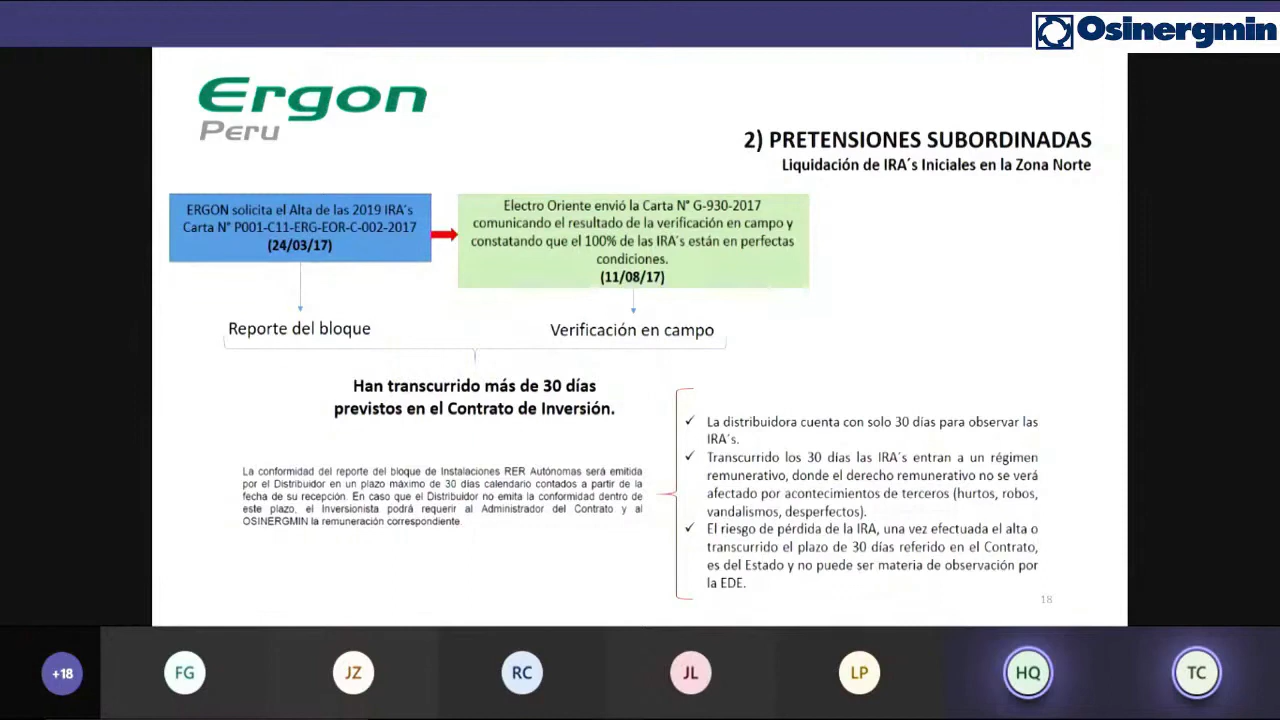 Osinergmin
Ergon
Peru
2) PRETENSIONES SUBORDINADAS
Liquidación de IRA´s Iniciales en la Zona Norte
ERGON solicita el Alta de las 2019 IRA´s
Carta N° P001-C11-ERG-EOR-C-002-2017
(24/03/17)
Electro Oriente envió la Carta N° G-930-2017
comunicando el resultado de la verificación en campo y
constatando que el 100% de las IRA´s están en perfectas
condiciones.
(11/08/17)
Reporte del bloque
Verificación en campo
Han transcurrido más de 30 días
previstos en el Contrato de Inversión.
La conformidad del reporte del bloque de Instalaciones RER Autónomas será emitida
por el Distribuidor en un plazo máximo de 30 días calendario contados a partir de la
fecha de su recepción. En caso que el Distribuidor no emita la conformidad dentro de
este plazo, el Inversionista podrá requerir al Administrador del Contrato y al
OSINERGMIN la remuneración correspondiente.
✓ La distribuidora cuenta con solo 30 días para observar las
IRA´s.
✓ Transcurrido los 30 días las IRA´s entran a un régimen
remunerativo, donde el derecho remunerativo no se verá
afectado por acontecimientos de terceros (hurtos, robos,
vandalismos, desperfectos).
✓ El riesgo de pérdida de la IRA, una vez efectuada el alta o
transcurrido el plazo de 30 días referido en el Contrato,
es del Estado y no puede ser materia de observación por
la EDE.
18
+18
FG
JZ
RC
JL
LP
HQ
TC